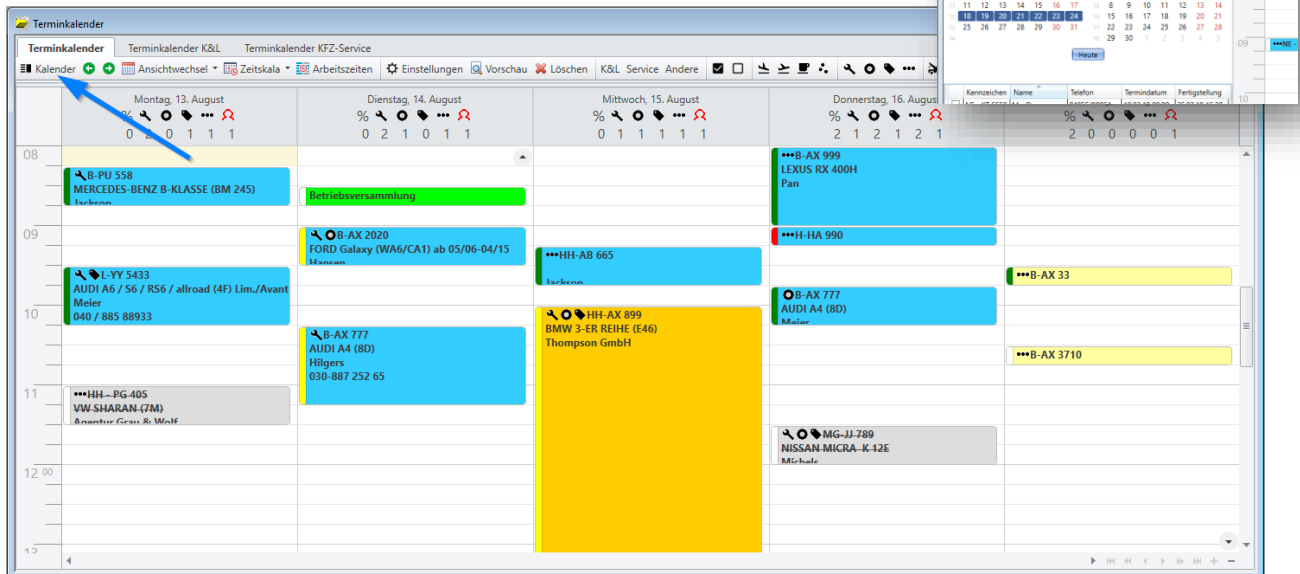 Terminkalender
Terminkalender Terminkalender K&L Terminkalender KFZ-Service
Kalender Ansichtwechsel Zeitskala Arbeitszeiten Einstellungen Vorschau Löschen K&L Service Andere
11 12 13 14 15 16 17 8 9 10 11 12 13 14
18 19 20 21 22 23 24 15 16 17 18 19 20 21
25 26 27 28 29 30 31 22 23 24 25 26 27 28
29 30 1 2 3 4 5
Heute
Kennzeichen Name Telefon Termindatum Fertigstellung
09
•••NE -
10
Montag, 13. August
% •••
0 2 0 1 1 1
Dienstag, 14. August
% •••
0 2 1 0 1 1
Mittwoch, 15. August
% •••
0 1 1 1 1 1
Donnerstag, 16. Augus
% •••
2 1 2 1 2 1
% •••
2 0 0 0 0 1
08
09
10
11
12 00
B-PU 558
MERCEDES-BENZ B-KLASSE (BM 245)
Jackson
L-YY 5433
AUDI A6 / S6 / RS6 / allroad (4F) Lim./Avant
Meier
040 / 885 88933
•••HH - PG 405
VW SHARAN (7M)
Agentur Grau & Wolf
Betriebsversammlung
B-AX 2020
FORD Galaxy (WA6/CA1) ab 05/06-04/15
Hansen
B-AX 777
AUDI A4 (8D)
Hilgers
030-887 252 65
•••HH-AB 665
Jackson
HH-AX 899
BMW 3-ER REIHE (E46)
Thompson GmbH
•••B-AX 999
LEXUS RX 400H
Pan
•••H-HA 990
B-AX 777
AUDI A4 (8D)
Meier
MG-JJ 789
NISSAN MICRA K 12E
Michels
•••B-AX 33
•••B-AX 3710